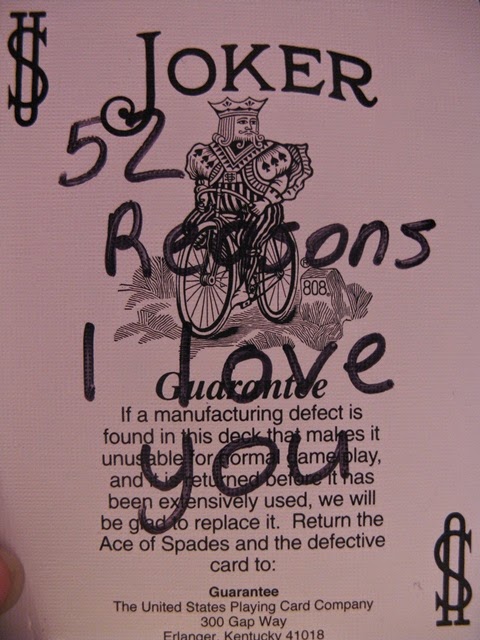 JOKER
52
Reasons
808
I love
Guarantee
you
If a manufacturing defect is
found in this deck that makes it
unusable for normal game play,
and it is returned before it has
been extensively used, we will
be glad to replace it. Return the
Ace of Spades and the defective
card to:
Guarantee
The United States Playing Card Company
300 Gap Way
Erlanger, Kentucky 41018